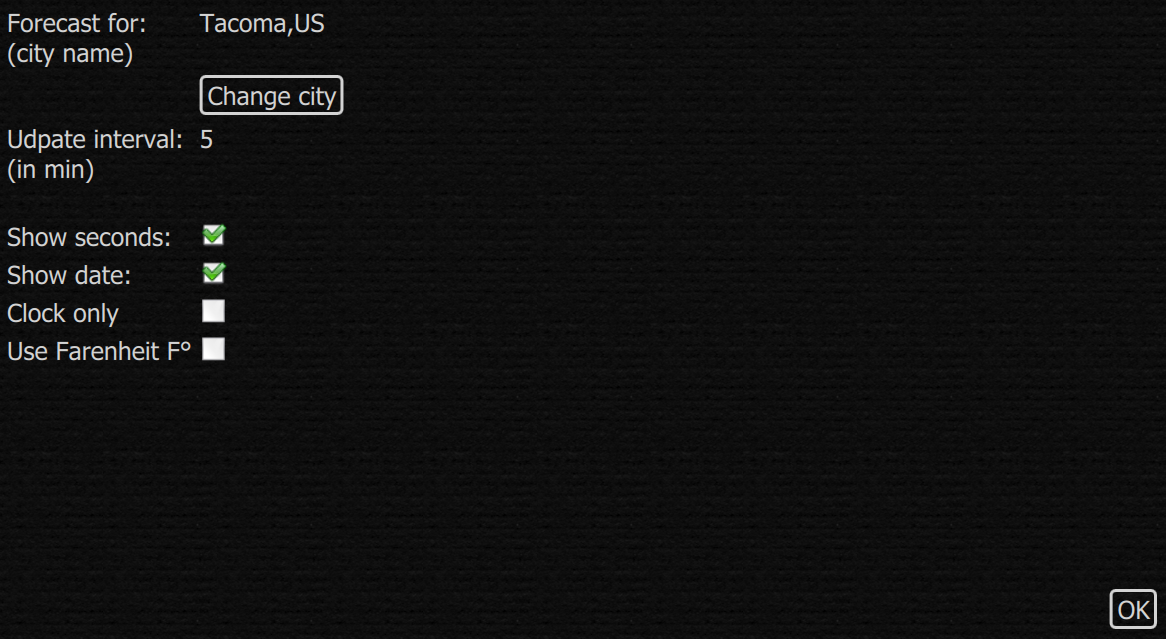 Forecast for: Tacoma,US
(city name)
Change city
Udpate interval: 5
(in min)
Show seconds:
Show date:
Clock only
Use Farenheit F°
OK